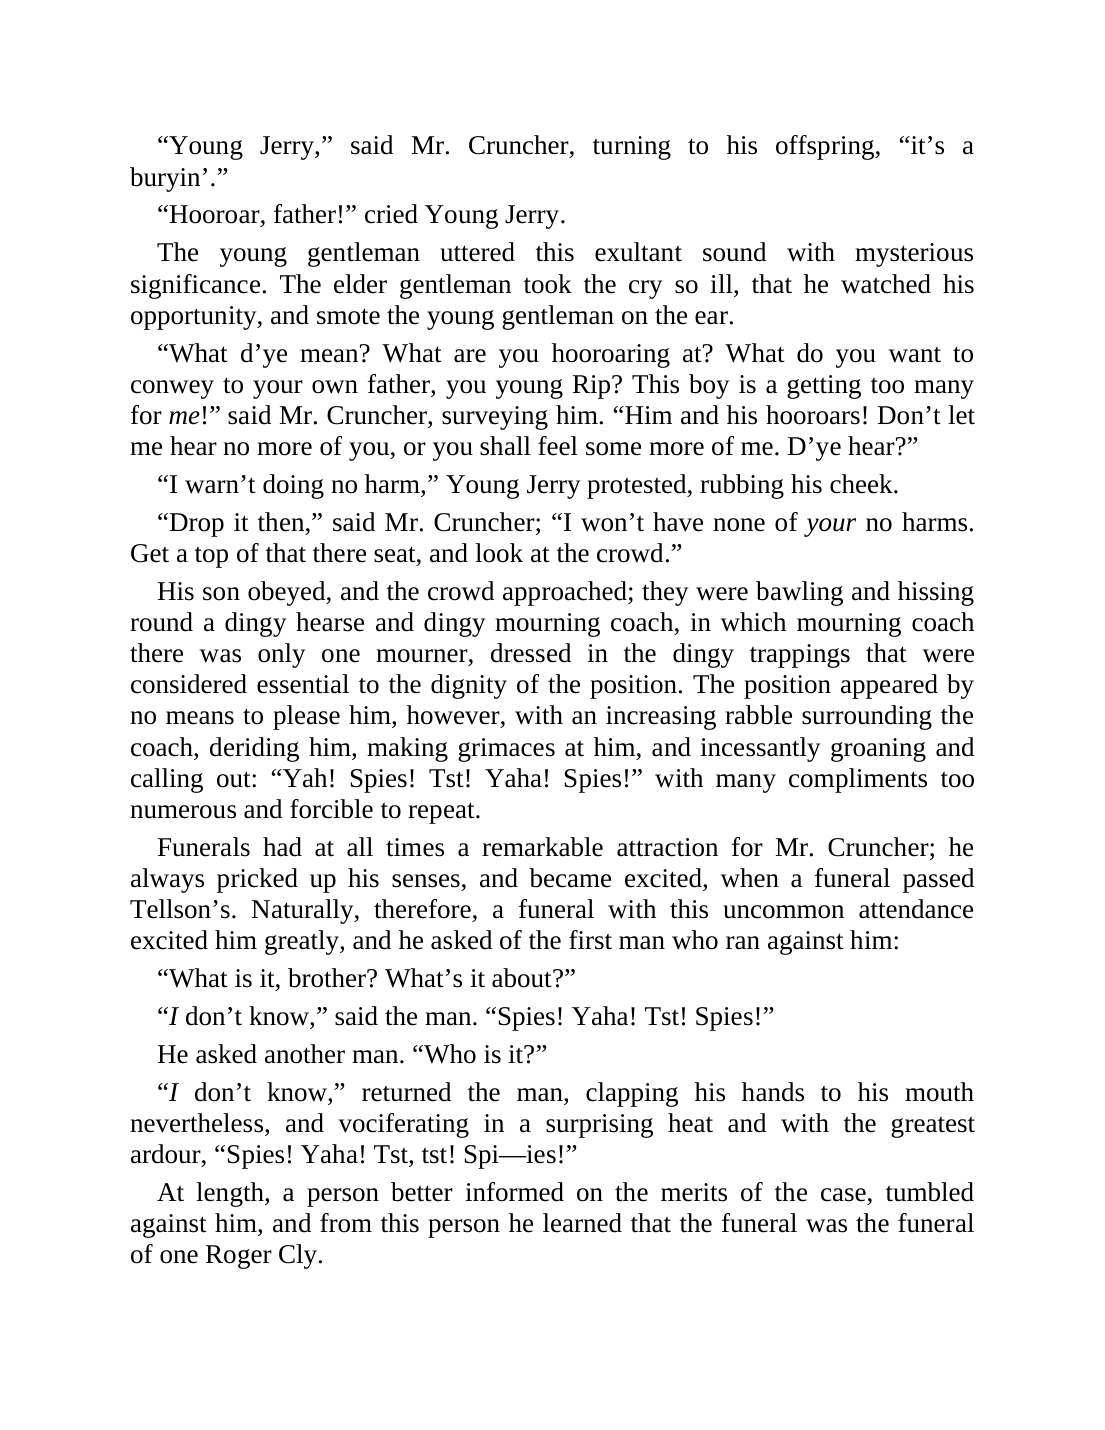 “Young Jerry,” said Mr. Cruncher, turning to his offspring, “it’s a
buryin’.”
“Hooroar, father!” cried Young Jerry.
The young gentleman uttered this exultant sound with mysterious
significance. The elder gentleman took the cry so ill, that he watched his
opportunity, and smote the young gentleman on the ear.
“What d’ye mean? What are you hooroaring at? What do you want to
conwey to your own father, you young Rip? This boy is a getting too many
for me!” said Mr. Cruncher, surveying him. “Him and his hooroars! Don’t let
me hear no more of you, or you shall feel some more of me. D’ye hear?”
“I warn’t doing no harm,” Young Jerry protested, rubbing his cheek.
“Drop it then,” said Mr. Cruncher; “I won’t have none of your no harms.
Get a top of that there seat, and look at the crowd.”
His son obeyed, and the crowd approached; they were bawling and hissing
round a dingy hearse and dingy mourning coach, in which mourning coach
there was only one mourner, dressed in the dingy trappings that were
considered essential to the dignity of the position. The position appeared by
no means to please him, however, with an increasing rabble surrounding the
coach, deriding him, making grimaces at him, and incessantly groaning and
calling out: “Yah! Spies! Tst! Yaha! Spies!” with many compliments too
numerous and forcible to repeat.
Funerals had at all times a remarkable attraction for Mr. Cruncher; he
always pricked up his senses, and became excited, when a funeral passed
Tellson’s. Naturally, therefore, a funeral with this uncommon attendance
excited him greatly, and he asked of the first man who ran against him:
“What is it, brother? What’s it about?”
“I don’t know,” said the man. “Spies! Yaha! Tst! Spies!”
He asked another man. “Who is it?”
“I don’t know,” returned the man, clapping his hands to his mouth
nevertheless, and vociferating in a surprising heat and with the greatest
ardour, “Spies! Yaha! Tst, tst! Spi—ies!”
At length, a person better informed on the merits of the case, tumbled
against him, and from this person he learned that the funeral was the funeral
of one Roger Cly.